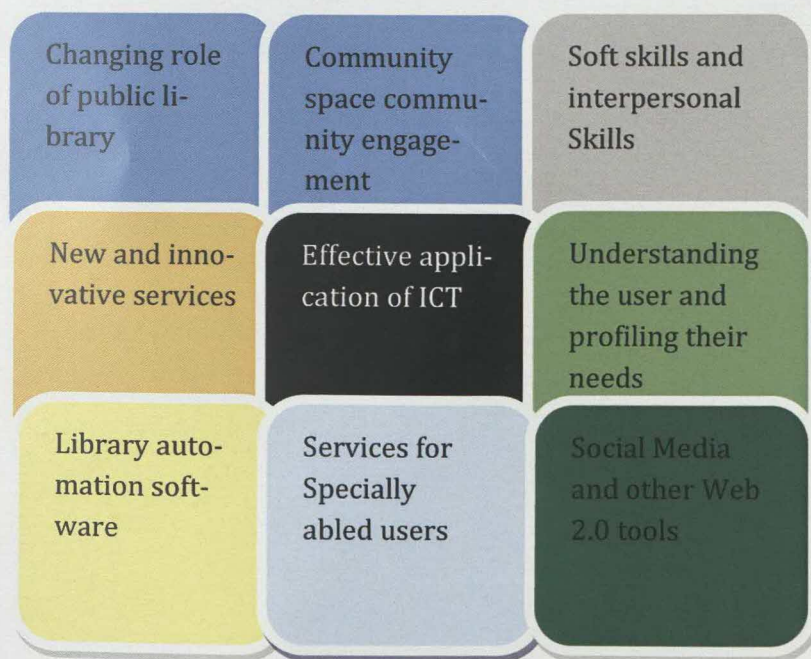 Changing role
of public li-
brary
Community
space commu-
nity engage-
ment
Soft skills and
interpersonal
Skills
New and inno-
vative services
Effective appli-
cation of ICT
Understanding
the user and
profiling their
needs
Library auto-
mation soft-
ware
Services for
Specially
abled users
Social Media
and other Web
2.0 tools